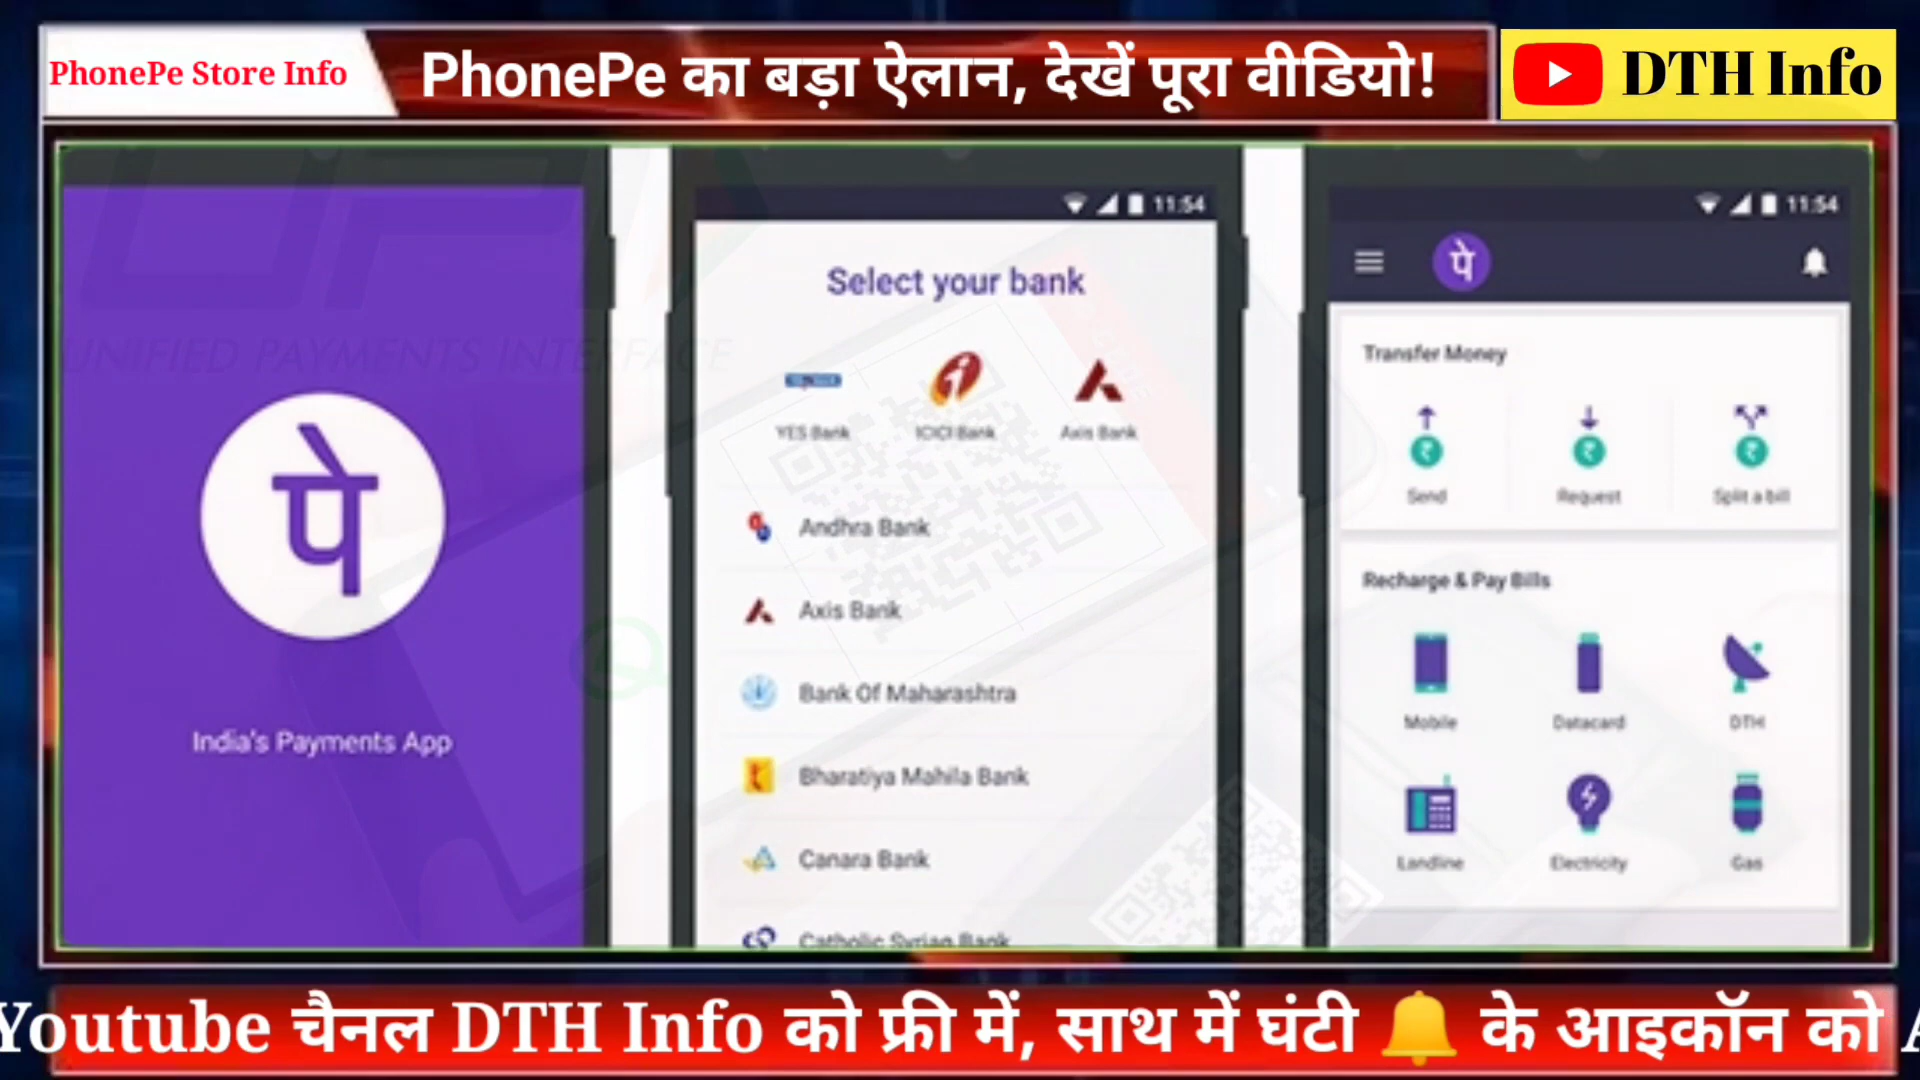 PhonePe Store Info
PhonePe का बड़ा ऐलान, देखें पूरा वीडियो!
DTH Info
UNIFIED PAYMENTS INTERFACE
पे
India's Payments App
11:54
Select your bank
YES Bank
ICICI Bank
Axis Bank
Andhra Bank
Axis Bank
Bank Of Maharashtra
Bharatiya Mahila Bank
Canara Bank
Catholic Syrian Bank
11:54
पे
Transfer Money
Send
Request
Split a bill
Recharge & Pay Bills
Mobile
Datacard
DTH
Landline
Electricity
Gas
Youtube चैनल DTH Info को फ्री में, साथ में घंटी 🔔 के आइकॉन को